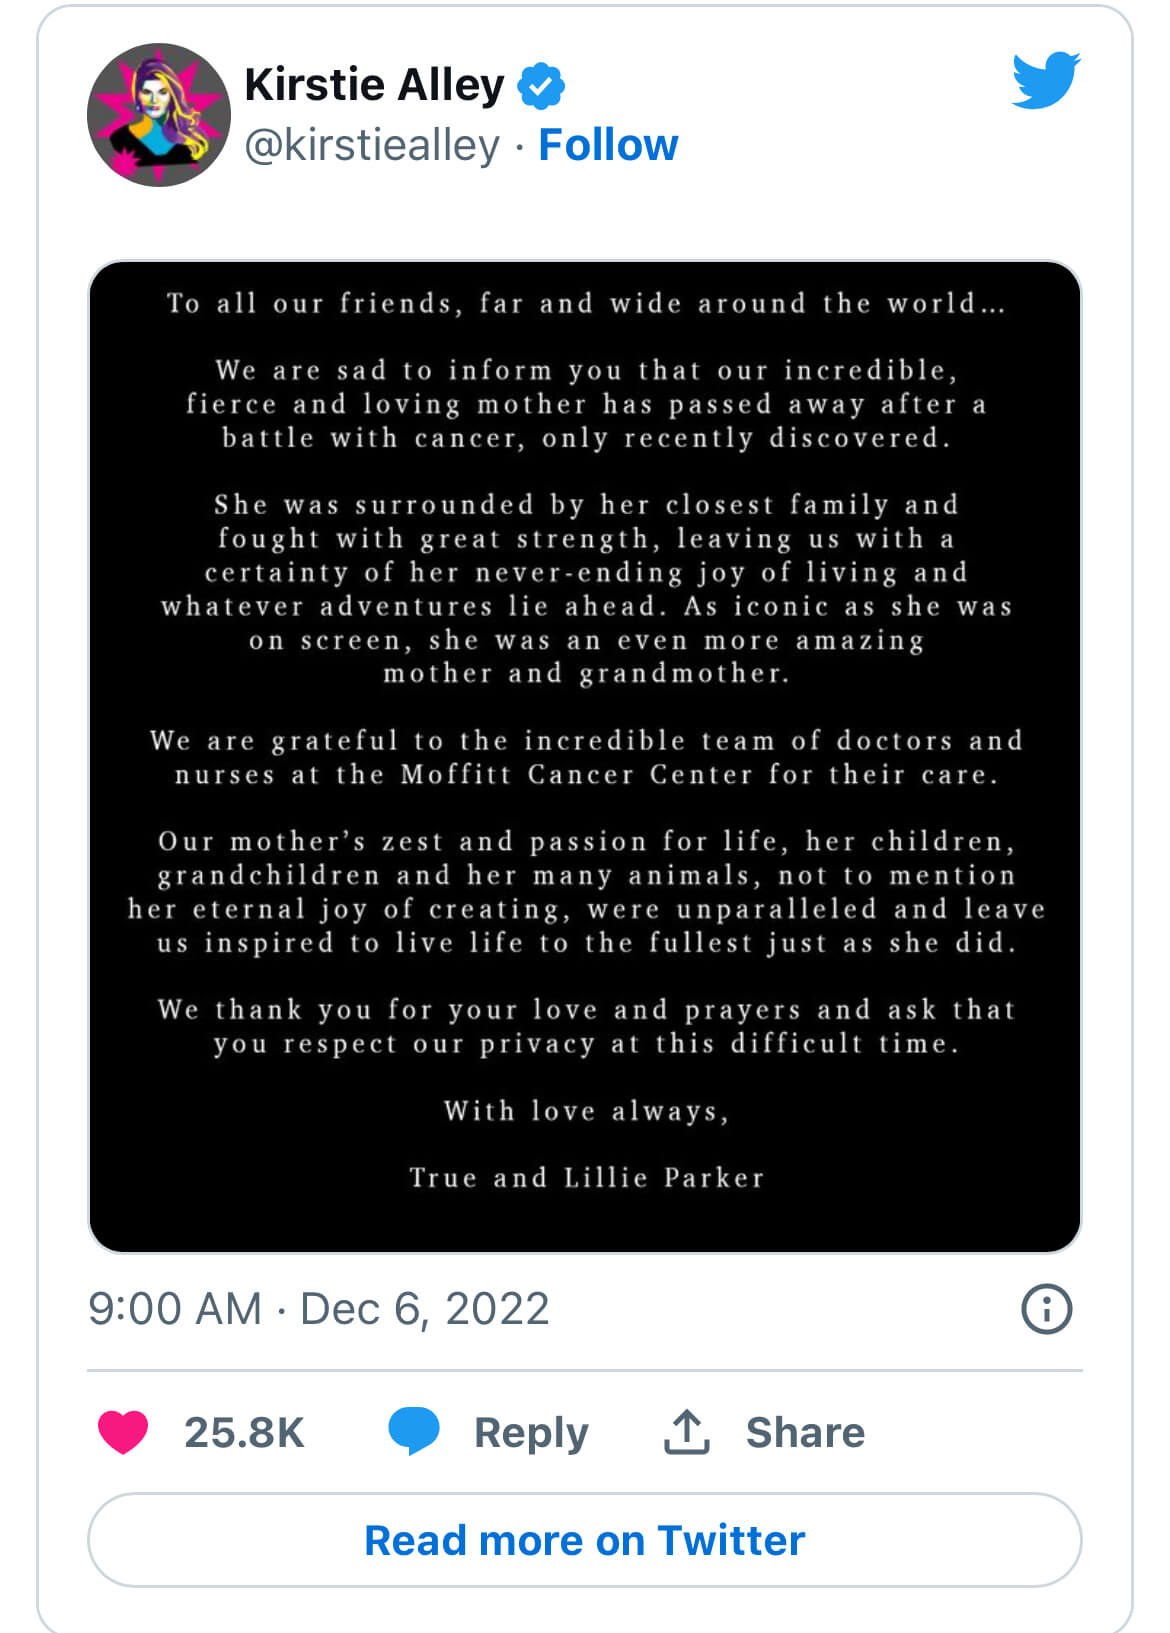 Kirstie Alley
@kirstiealley · Follow
To all our friends, far and wide around the world…
We are sad to inform you that our incredible,
fierce and loving mother has passed away after a
battle with cancer, only recently discovered.
She was surrounded by her closest family and
fought with great strength, leaving us with a
certainty of her never-ending joy of living and
whatever adventures lie ahead. As iconic as she was
on screen, she was an even more amazing
mother and grandmother.
We are grateful to the incredible team of doctors and
nurses at the Moffitt Cancer Center for their care.
Our mother’s zest and passion for life, her children,
grandchildren and her many animals, not to mention
her eternal joy of creating, were unparalleled and leave
us inspired to live life to the fullest just as she did.
We thank you for your love and prayers and ask that
you respect our privacy at this difficult time.
With love always,
True and Lillie Parker
9:00 AM · Dec 6, 2022
25.8K Reply Share
Read more on Twitter